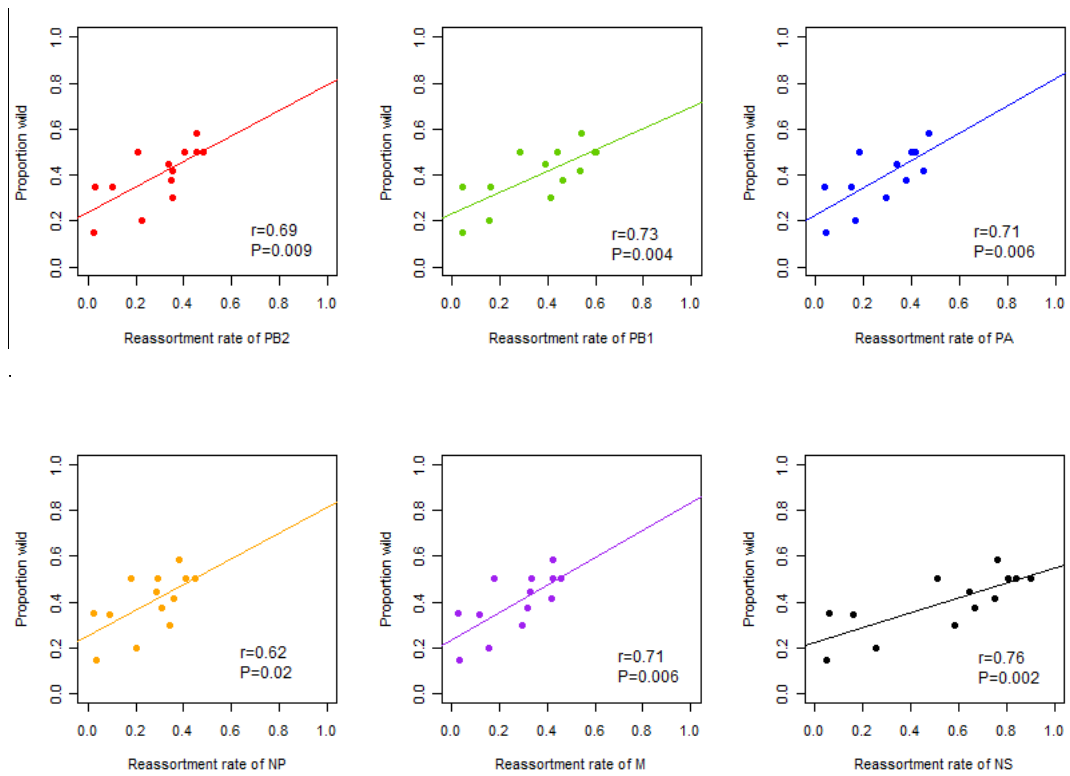 1.0
0.8
0.6
0.4
0.2
0.0
Proportion wild
r=0.69
P=0.009
0.0 0.2 0.4 0.6 0.8 1.0
Reassortment rate of PB2
1.0
0.8
0.6
0.4
0.2
0.0
Proportion wild
r=0.73
P=0.004
0.0 0.2 0.4 0.6 0.8 1.0
Reassortment rate of PB1
1.0
0.8
0.6
0.4
0.2
0.0
Proportion wild
r=0.71
P=0.006
0.0 0.2 0.4 0.6 0.8 1.0
Reassortment rate of PA
.
1.0
0.8
0.6
0.4
0.2
0.0
Proportion wild
r=0.62
P=0.02
0.0 0.2 0.4 0.6 0.8 1.0
Reassortment rate of NP
1.0
0.8
0.6
0.4
0.2
0.0
Proportion wild
r=0.71
P=0.006
0.0 0.2 0.4 0.6 0.8 1.0
Reassortment rate of M
1.0
0.8
0.6
0.4
0.2
0.0
Proportion wild
r=0.76
P=0.002
0.0 0.2 0.4 0.6 0.8 1.0
Reassortment rate of NS